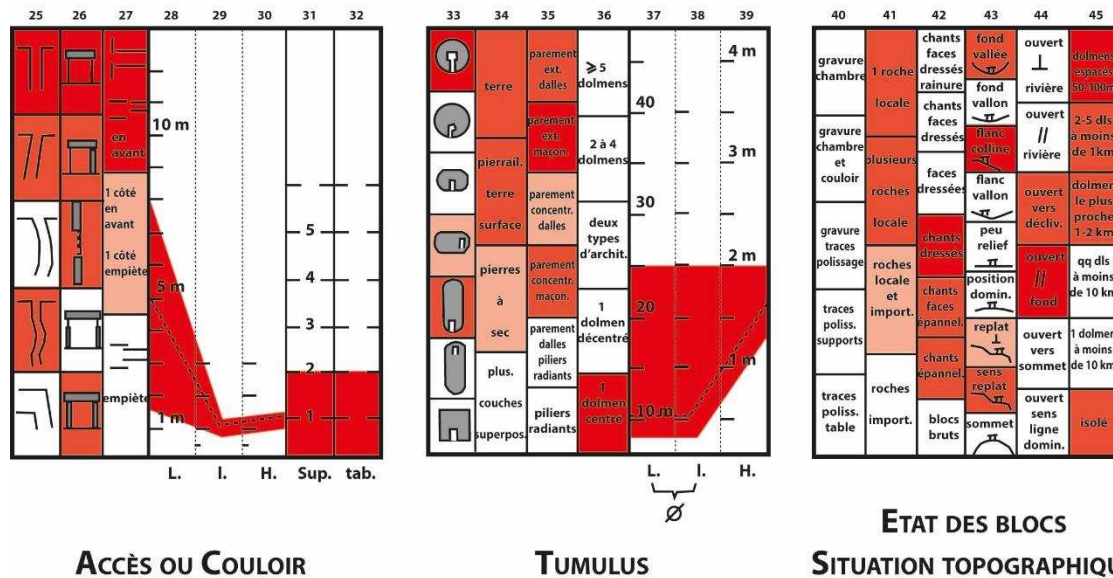 25 26 27 28 29 30 31 32
en
avant
1 côté
en
avant
1 côté
empiète
empiète
10 m
5 m
1 m
5
4
3
2
1
L. l. H. Sup. tab.
ACCÈS OU COULOIR
33 34 35 36 37 38 39
terre
pierrail.
terre
surface
pierres
à
sec
plus.
couches
superpos.
parement
ext.
dalles
parement
ext.
maçon.
parement
concentr.
dalles
parement
concentr.
maçon.
parement
dalles
piliers
radiants
piliers
radiants
⩾ 5
dolmens
2 à 4
dolmens
deux
types
d'archit.
1
dolmen
décentré
1
dolmen
centré
40
30
20
10 m
4 m
3 m
2 m
1 m
L. l. H.
Ø
TUMULUS
40 41 42 43 44 45
gravure
chambre
gravure
chambre
et
couloir
gravure
traces
polissage
traces
poliss.
supports
traces
poliss.
table
1 roche
locale
plusieurs
roches
locale
roches
locale
et
import.
roches
import.
chants
faces
dressés
rainure
chants
faces
dressés
faces
dressées
chants
dressés
chants
faces
épannel.
chants
épannel.
blocs
bruts
fond
vallée
fond
vallon
flanc
colline
flanc
vallon
peu
relief
position
domin.
replat
sens
replat
sommet
ouvert
⊥
rivière
ouvert
//
rivière
ouvert
vers
décliv.
ouvert
//
fond
ouvert
vers
sommet
ouvert
sens
ligne
domin.
dolmens
espaces
50-100m
2-5 dls
à moins
de 1km
dolmen
le plus
proche
1-2 km
qq dls
à moins
de 10 km
1 dolmen
à moins
de 10 km
isolé
ETAT DES BLOCS
SITUATION TOPOGRAPHIQU